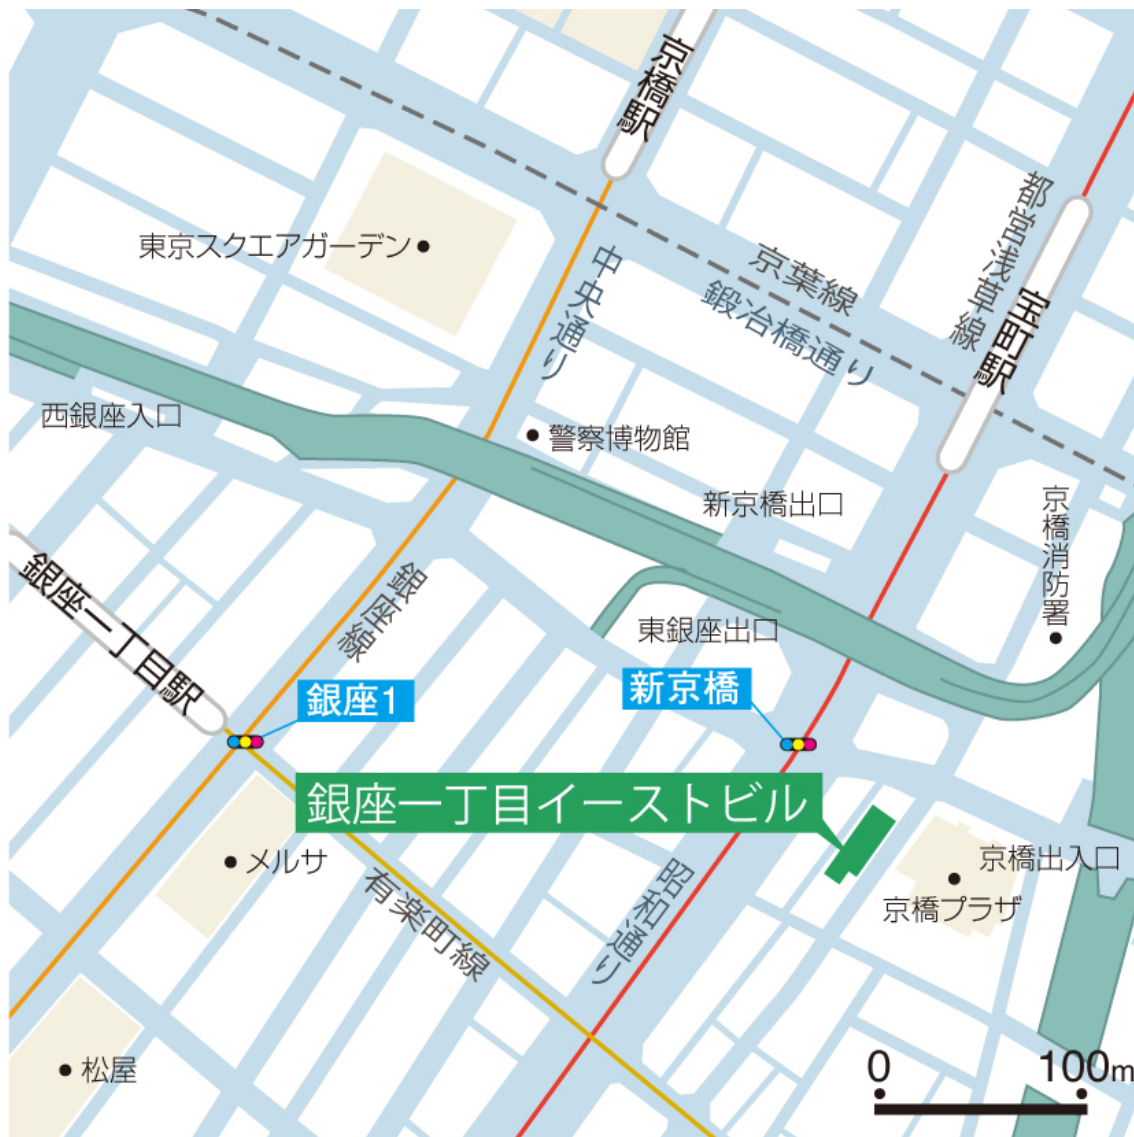 京橋駅
都営浅草線
東京スクエアガーデン
中央通り
京葉線
鍛冶橋通り
宝町駅
西銀座入口
警察博物館
新京橋出口
京橋消防署
銀座一丁目駅
銀座線
東銀座出口
銀座1
新京橋
銀座一丁目イーストビル
メルサ
有楽町線
昭和通り
京橋出入口
京橋プラザ
松屋
0 100m